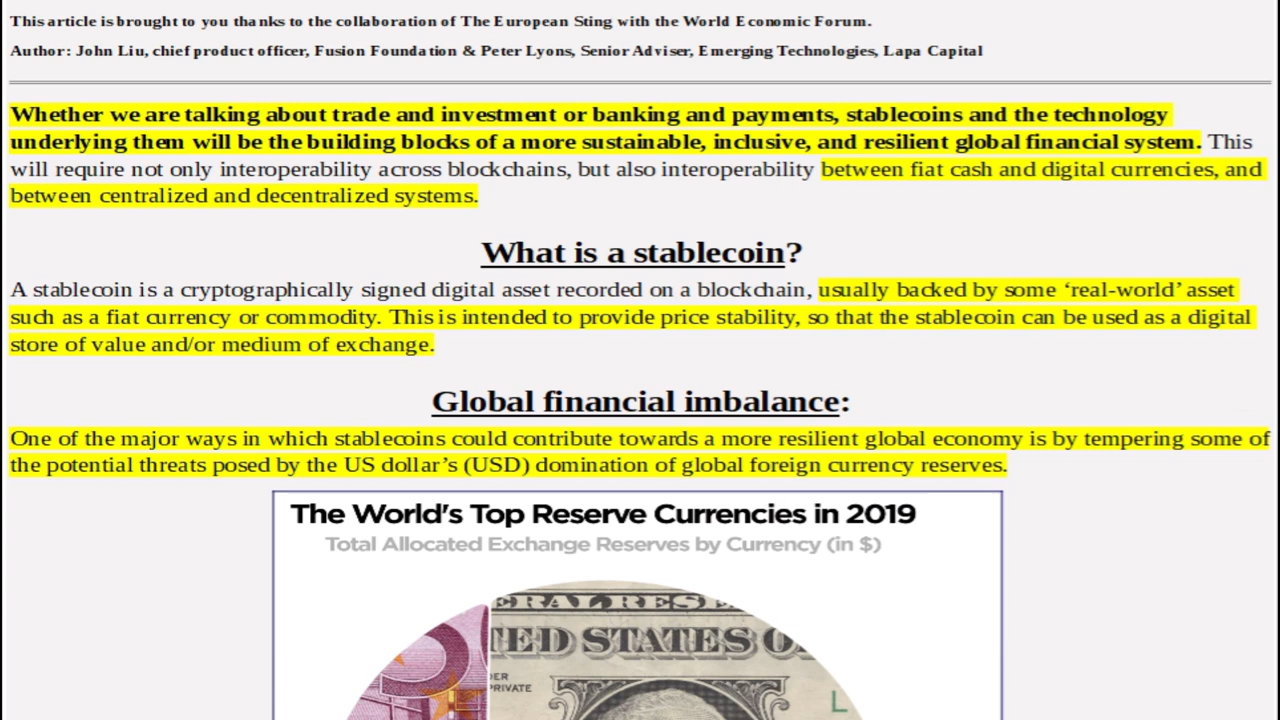 This article is brought to you thanks to the collaboration of The European Sting with the World Economic Forum.
Author: John Liu, chief product officer, Fusion Foundation & Peter Lyons, Senior Adviser, Emerging Technologies, Lapa Capital
Whether we are talking about trade and investment or banking and payments, stablecoins and the technology
underlying them will be the building blocks of a more sustainable, inclusive, and resilient global financial system. This
will require not only interoperability across blockchains, but also interoperability between fiat cash and digital currencies, and
between centralized and decentralized systems.
What is a stablecoin?
A stablecoin is a cryptographically signed digital asset recorded on a blockchain, usually backed by some ‘real-world’ asset
such as a fiat currency or commodity. This is intended to provide price stability, so that the stablecoin can be used as a digital
store of value and/or medium of exchange.
Global financial imbalance:
One of the major ways in which stablecoins could contribute towards a more resilient global economy is by tempering some of
the potential threats posed by the US dollar’s (USD) domination of global foreign currency reserves.
The World's Top Reserve Currencies in 2019
Total Allocated Exchange Reserves by Currency (in $)
ERAL RESE
TED STATES O
DER
PRIVATE
L